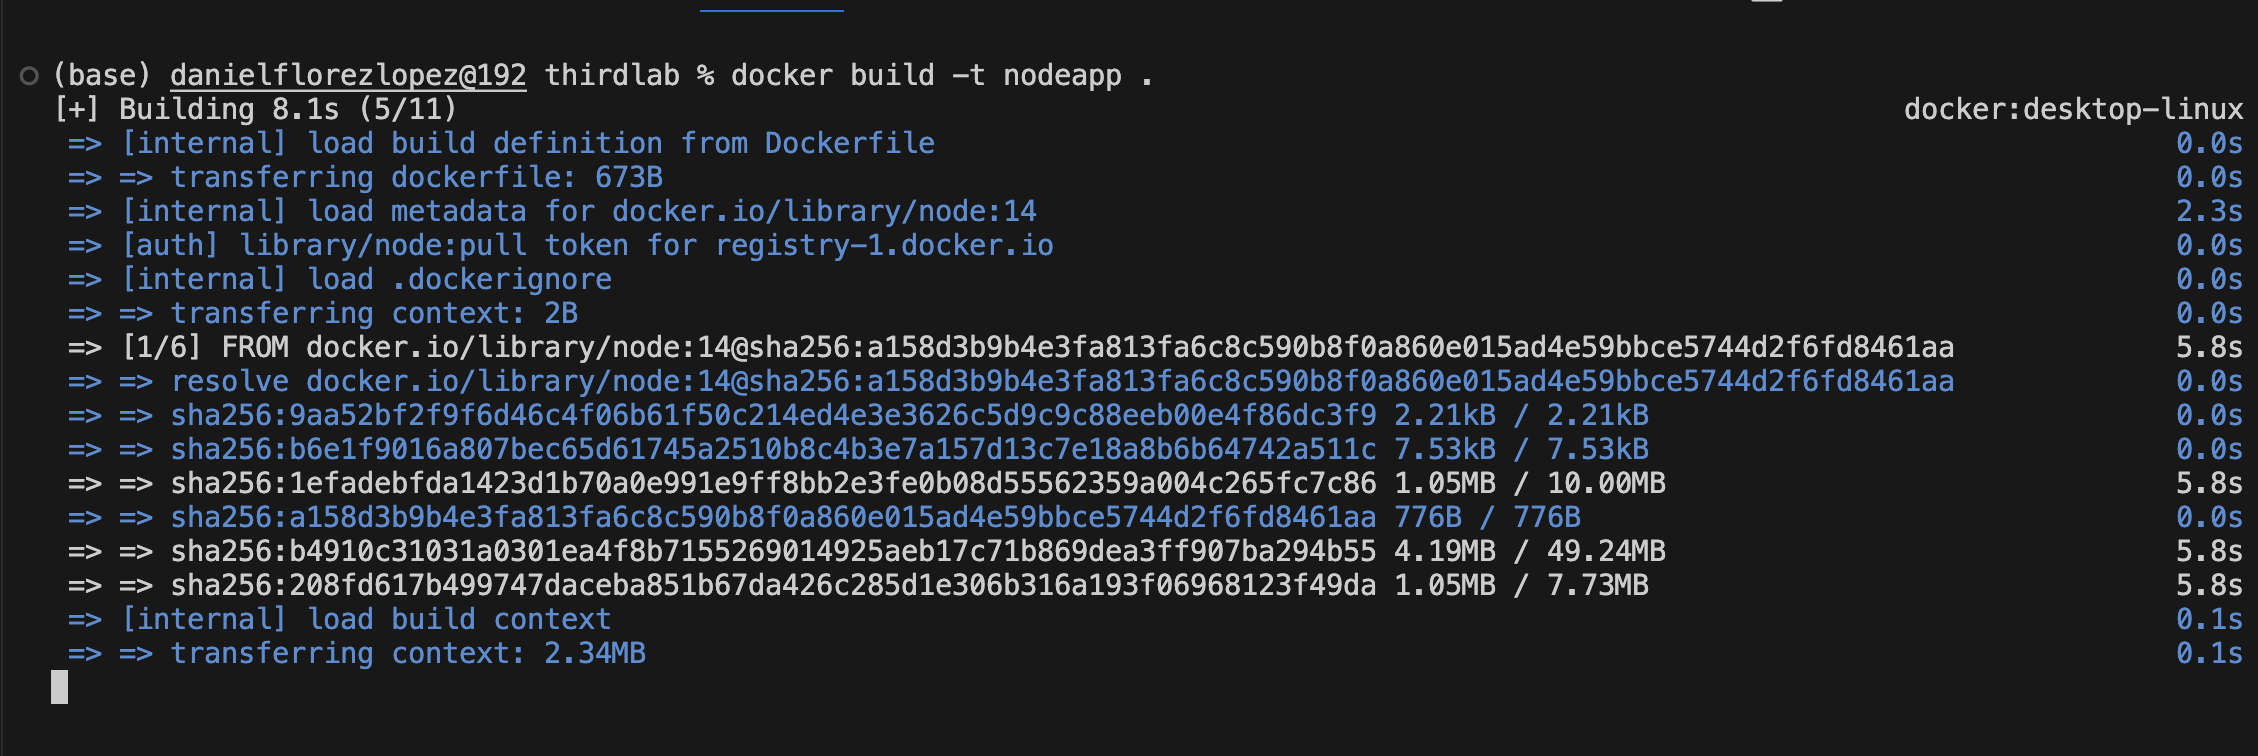 (base) danielflorezlopez@192 thirdlab % docker build -t nodeapp .
[+] Building 8.1s (5/11) docker:desktop-linux
=> [internal] load build definition from Dockerfile 0.0s
=> => transferring dockerfile: 673B 0.0s
=> [internal] load metadata for docker.io/library/node:14 2.3s
=> [auth] library/node:pull token for registry-1.docker.io 0.0s
=> [internal] load .dockerignore 0.0s
=> => transferring context: 2B 0.0s
=> [1/6] FROM docker.io/library/node:14@sha256:a158d3b9b4e3fa813fa6c8c590b8f0a860e015ad4e59bbce5744d2f6fd8461aa 5.8s
=> => resolve docker.io/library/node:14@sha256:a158d3b9b4e3fa813fa6c8c590b8f0a860e015ad4e59bbce5744d2f6fd8461aa 0.0s
=> => sha256:9aa52bf2f9f6d46c4f06b61f50c214ed4e3e3626c5d9c9c88eeb00e4f86dc3f9 2.21kB / 2.21kB 0.0s
=> => sha256:b6e1f9016a807bec65d61745a2510b8c4b3e7a157d13c7e18a8b6b64742a511c 7.53kB / 7.53kB 0.0s
=> => sha256:1efadebfda1423d1b70a0e991e9ff8bb2e3fe0b08d55562359a004c265fc7c86 1.05MB / 10.00MB 5.8s
=> => sha256:a158d3b9b4e3fa813fa6c8c590b8f0a860e015ad4e59bbce5744d2f6fd8461aa 776B / 776B 0.0s
=> => sha256:b4910c31031a0301ea4f8b7155269014925aeb17c71b869dea3ff907ba294b55 4.19MB / 49.24MB 5.8s
=> => sha256:208fd617b499747daceba851b67da426c285d1e306b316a193f06968123f49da 1.05MB / 7.73MB 5.8s
=> [internal] load build context 0.1s
=> => transferring context: 2.34MB 0.1s